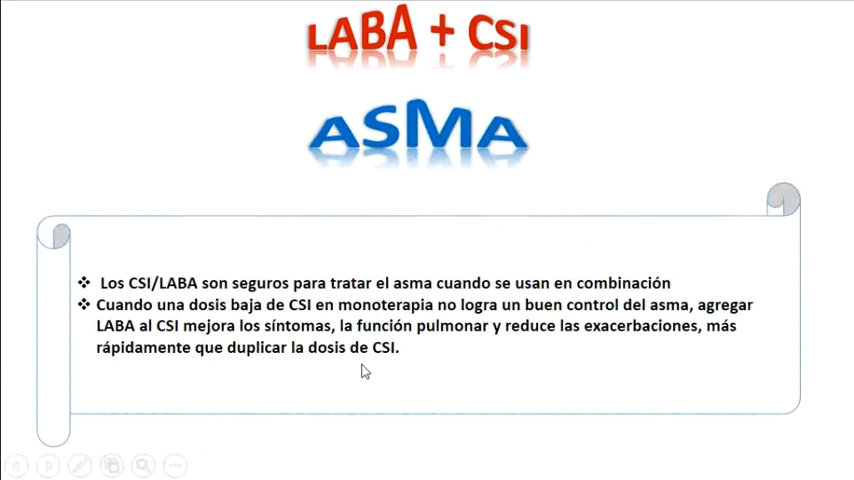 LABA + CSI
ASMA
❖ Los CSI/LABA son seguros para tratar el asma cuando se usan en combinación
❖ Cuando una dosis baja de CSI en monoterapia no logra un buen control del asma, agregar
LABA al CSI mejora los síntomas, la función pulmonar y reduce las exacerbaciones, más
rápidamente que duplicar la dosis de CSI.